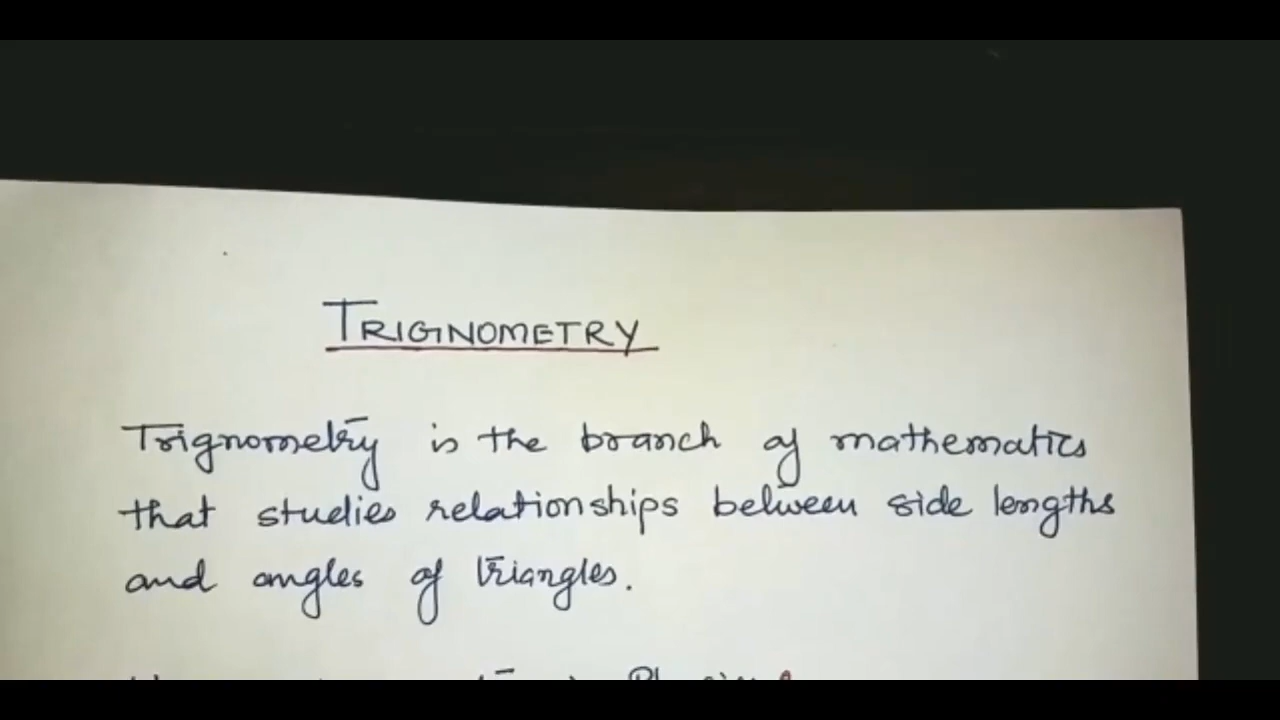 TRIGNOMETRY
Trignometry is the branch of mathematics
that studies relationships between side lengths
and angles of triangles.